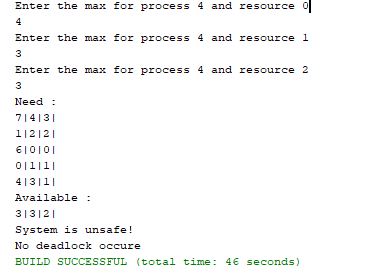 Enter the max for process 4 and resource 0
4
Enter the max for process 4 and resource 1
3
Enter the max for process 4 and resource 2
3
Need :
7|4|3|
1|2|2|
6|0|0|
0|1|1|
4|3|1|
Available :
3|3|2|
System is unsafe!
No deadlock occure
BUILD SUCCESSFUL (total time: 46 seconds)